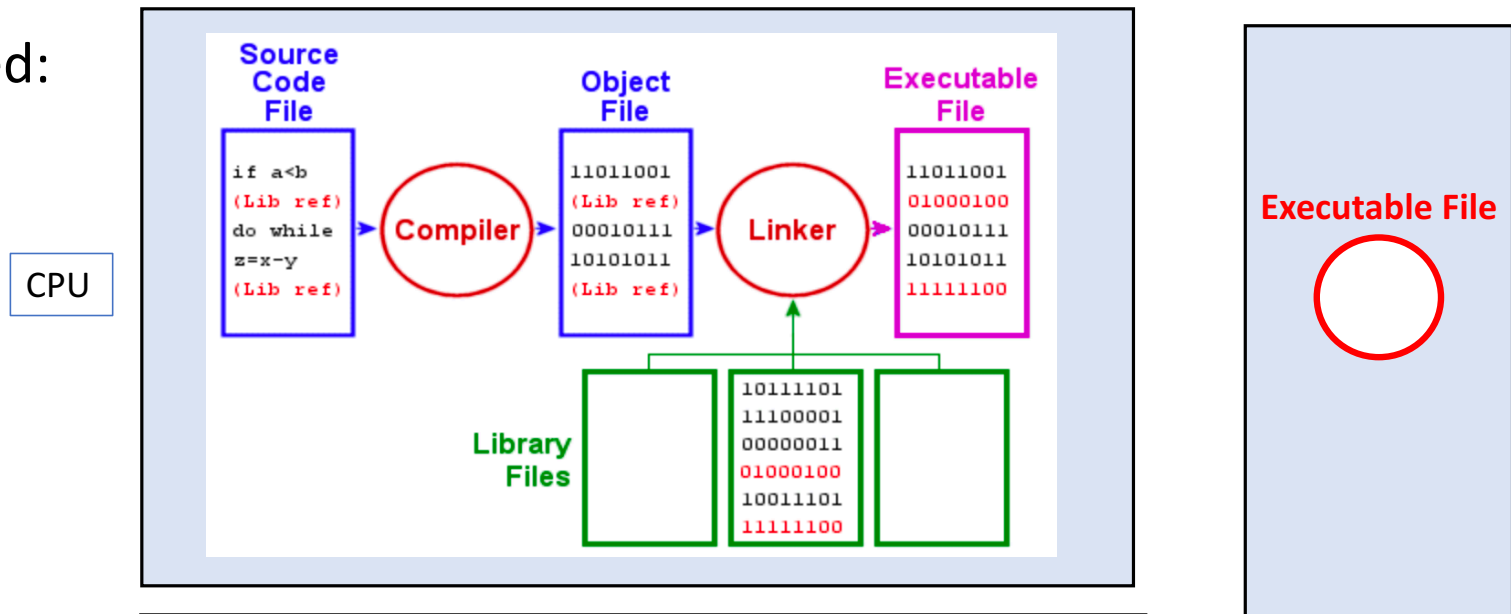 d:
CPU
Source
Code
File
if a<b
(Lib ref)
do while
z=x-y
(Lib ref)
Compiler
Object
File
11011001
(Lib ref)
00010111
10101011
(Lib ref)
Linker
Executable
File
11011001
01000100
00010111
10101011
11111100
Library
Files
10111101
11100001
00000011
01000100
10011101
11111100
Executable File